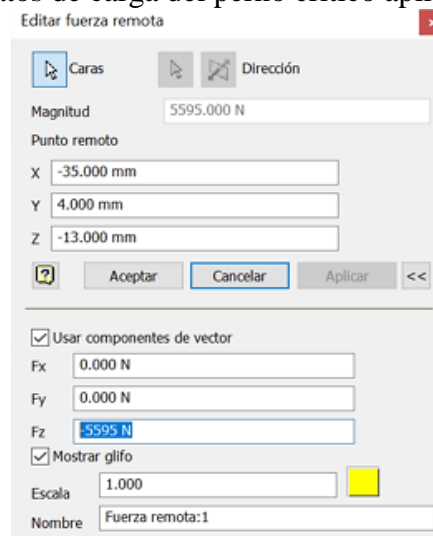 Editar fuerza remota
Caras Dirección
Magnitud 5595.000 N
Punto remoto
X -35.000 mm
Y 4.000 mm
Z -13.000 mm
Aceptar Cancelar Aplicar <<
Usar componentes de vector
Fx 0.000 N
Fy 0.000 N
Fz -5595 N
Mostrar glifo
Escala 1.000
Nombre Fuerza remota:1